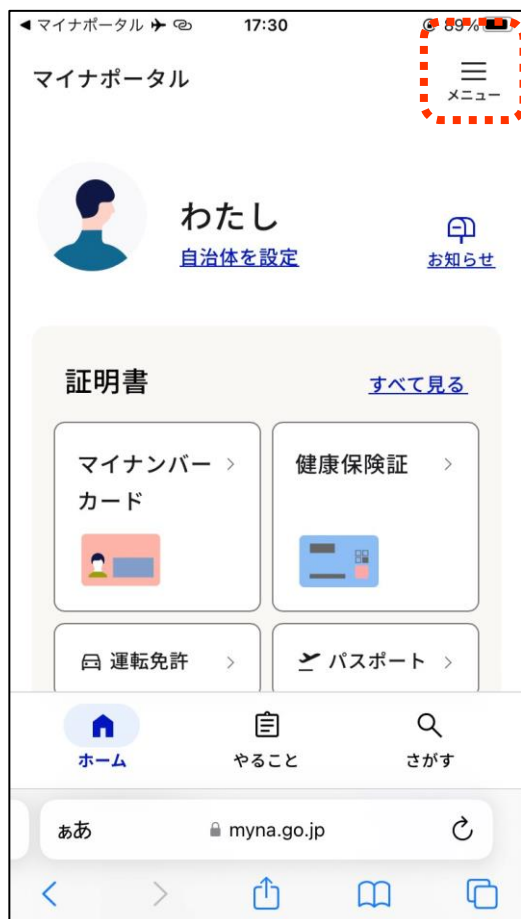 ◀ マイナポータル 17:30 89%
マイナポータル
メニュー
わたし
自治体を設定
お知らせ
証明書
すべて見る
マイナンバーカード
健康保険証
運転免許
パスポート
ホーム
やること
さがす
ぁあ
myna.go.jp